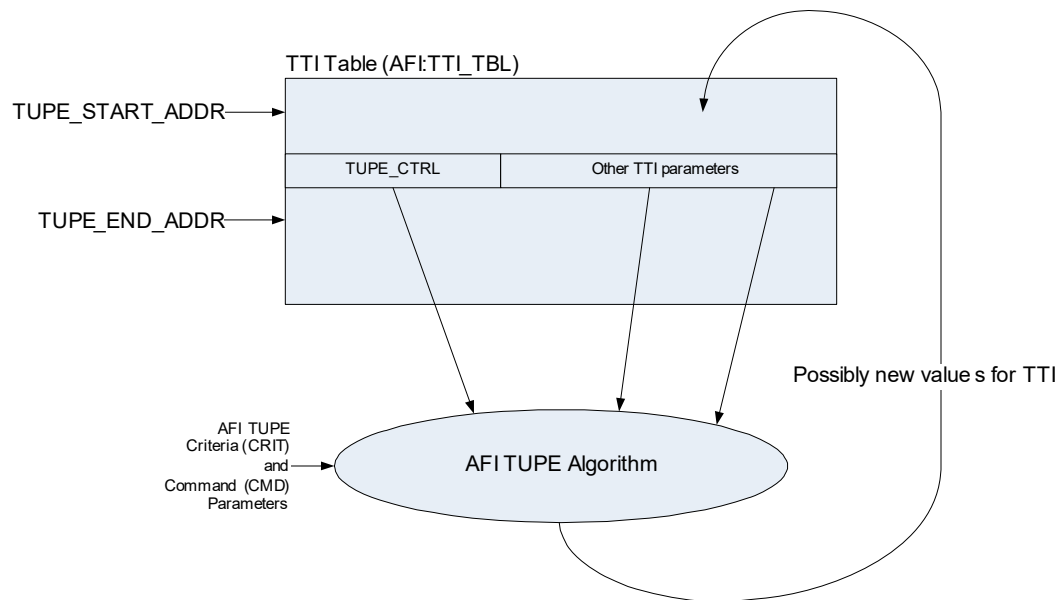 TTI Table (AFI:TTI_TBL)
TUPE_START_ADDR
TUPE_CTRL
Other TTI parameters
TUPE_END_ADDR
Possibly new values for TTI
AFI TUPE
Criteria (CRIT)
and
Command (CMD)
Parameters
AFI TUPE Algorithm